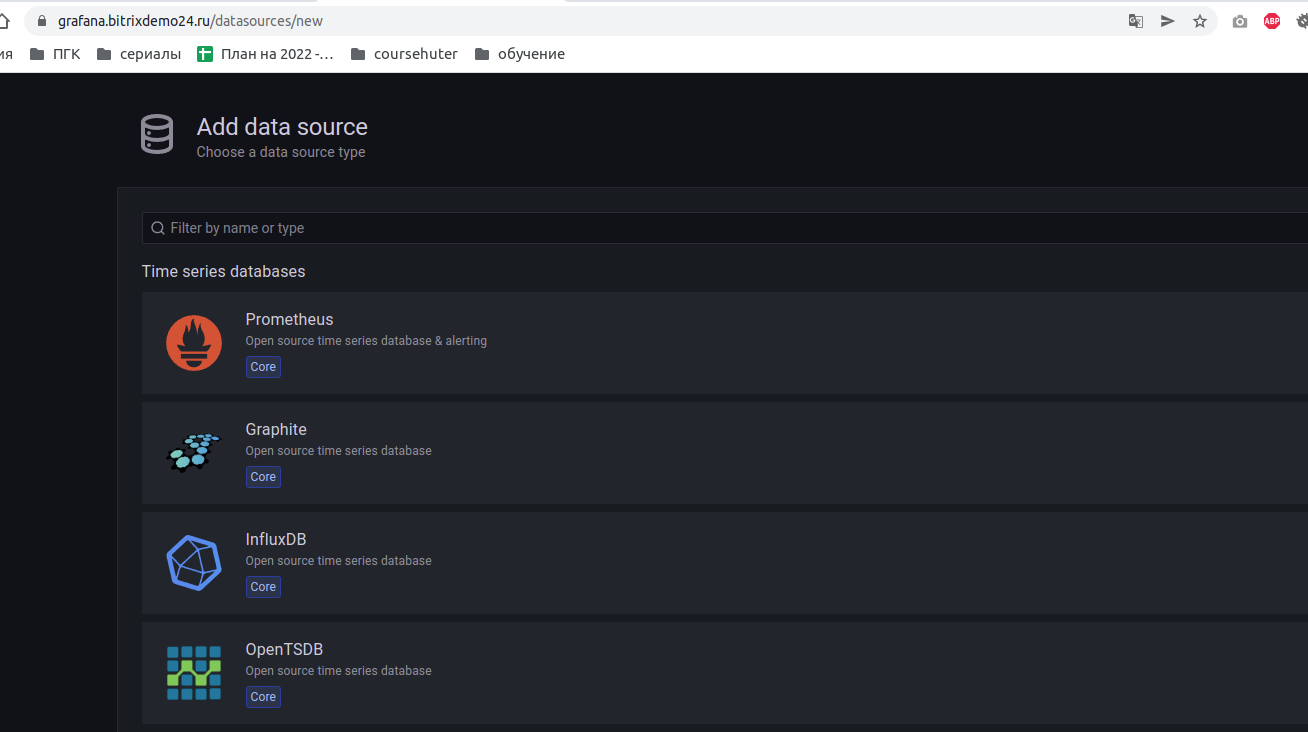 grafana.bitrixdemo24.ru/datasources/new
ия ПГК сериалы План на 2022 -... coursehuter обучение
ABP
Add data source
Choose a data source type
Filter by name or type
Time series databases
Prometheus
Open source time series database & alerting
Core
Graphite
Open source time series database
Core
InfluxDB
Open source time series database
Core
OpenTSDB
Open source time series database
Core